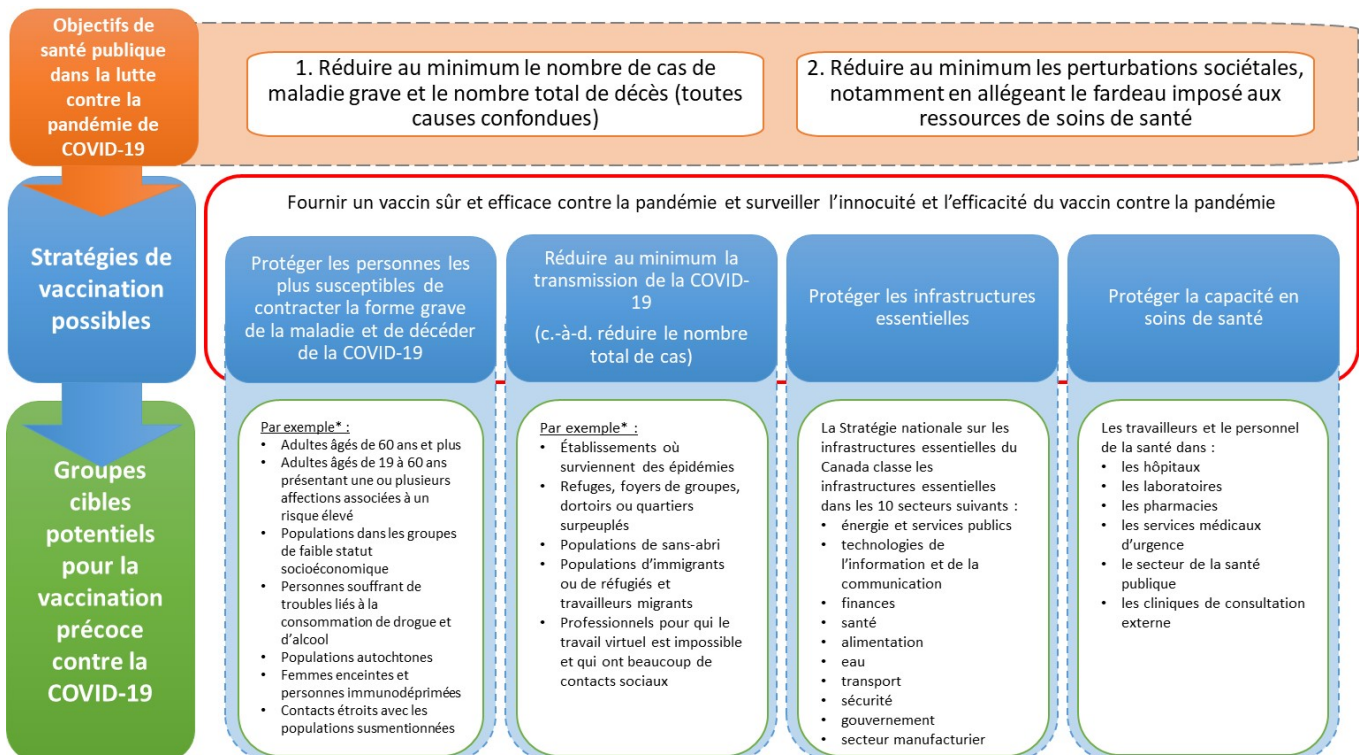 Objectifs de
santé publique
dans la lutte
contre la
pandémie de
COVID-19
1. Réduire au minimum le nombre de cas de
maladie grave et le nombre total de décès (toutes
causes confondues)
2. Réduire au minimum les perturbations sociétales,
notamment en allégeant le fardeau imposé aux
ressources de soins de santé
Stratégies de
vaccination
possibles
Fournir un vaccin sûr et efficace contre la pandémie et surveiller l'innocuité et l'efficacité du vaccin contre la pandémie
Protéger les personnes les
plus susceptibles de
contracter la forme grave
de la maladie et de décéder
de la COVID-19
Réduire au minimum la
transmission de la COVID-
19
(c.-à-d. réduire le nombre
total de cas)
Protéger les infrastructures
essentielles
Protéger la capacité en
soins de santé
Groupes
cibles
potentiels
pour la
vaccination
précoce
contre la
COVID-19
Par exemple* :
• Adultes âgés de 60 ans et plus
• Adultes âgés de 19 à 60 ans
présentant une ou plusieurs
affections associées à un
risque élevé
• Populations dans les groupes
de faible statut
socioéconomique
• Personnes souffrant de
troubles liés à la
consommation de drogue et
d'alcool
• Populations autochtones
• Femmes enceintes et
personnes immunodéprimées
• Contacts étroits avec les
populations susmentionnées
Par exemple* :
• Établissements où
surviennent des épidémies
• Refuges, foyers de groupes,
dortoirs ou quartiers
surpeuplés
• Populations de sans-abri
• Populations d'immigrants
ou de réfugiés et
travailleurs migrants
• Professionnels pour qui le
travail virtuel est impossible
et qui ont beaucoup de
contacts sociaux
La Stratégie nationale sur les
infrastructures essentielles du
Canada classe les
infrastructures essentielles
dans les 10 secteurs suivants :
• énergie et services publics
• technologies de
l'information et de la
communication
• finances
• santé
• alimentation
• eau
• transport
• sécurité
• gouvernement
• secteur manufacturier
Les travailleurs et le personnel
de la santé dans :
• les hôpitaux
• les laboratoires
• les pharmacies
• les services médicaux
d'urgence
• le secteur de la santé
publique
• les cliniques de consultation
externe